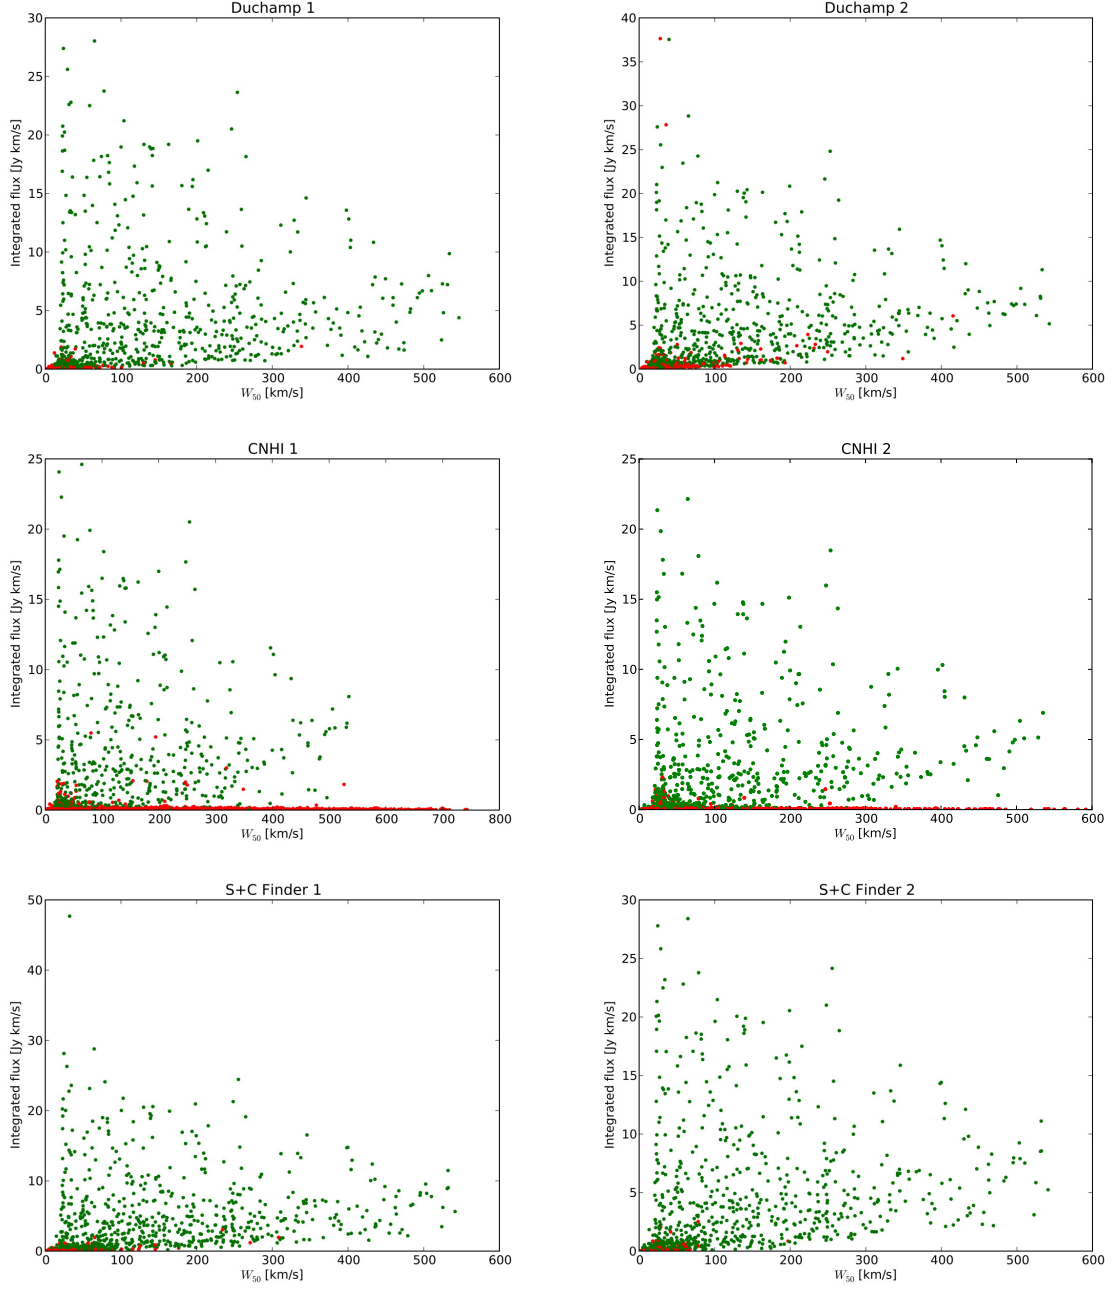 Duchamp 1
Integrated flux [Jy km/s]
30
25
20
15
10
5
0
0 100 200 300 400 500 600
W50 [km/s]
Duchamp 2
Integrated flux [Jy km/s]
40
35
30
25
20
15
10
5
0
0 100 200 300 400 500 600
W50 [km/s]
CNHI 1
Integrated flux [Jy km/s]
25
20
15
10
5
0
0 100 200 300 400 500 600 700 800
W50 [km/s]
CNHI 2
Integrated flux [Jy km/s]
25
20
15
10
5
0
0 100 200 300 400 500 600
W50 [km/s]
S+C Finder 1
Integrated flux [Jy km/s]
50
40
30
20
10
0
0 100 200 300 400 500 600
W50 [km/s]
S+C Finder 2
Integrated flux [Jy km/s]
30
25
20
15
10
5
0
0 100 200 300 400 500 600
W50 [km/s]